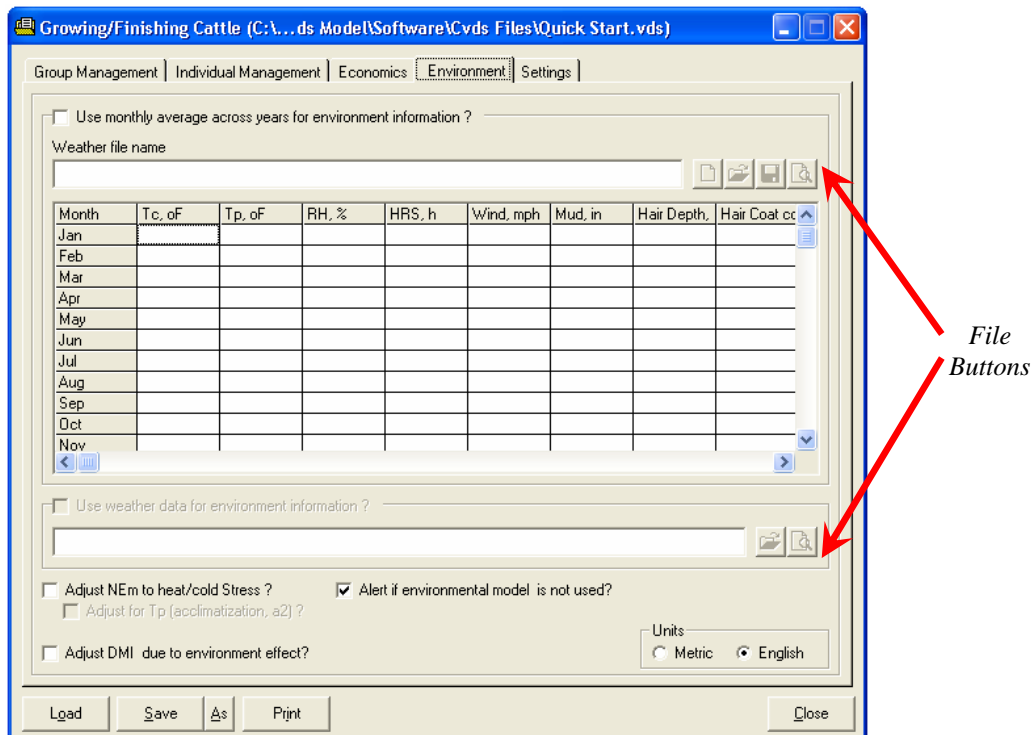 Growing/Finishing Cattle (C:\...ds Model\Software\Cvds Files\Quick Start.vds)
Group Management Individual Management Economics Environment Settings
Use monthly average across years for environment information ?
Weather file name
Month Tc, oF Tp, oF RH, % HRS, h Wind, mph Mud, in Hair Depth, Hair Coat cc
Jan
Feb
Mar
Apr
May
Jun
Jul
Aug
Sep
Oct
Nov
File
Buttons
Use weather data for environment information ?
Adjust NEm to heat/cold Stress ? Alert if environmental model is not used?
Adjust for Tp (acclimatization, a2) ?
Adjust DMI due to environment effect?
Units
Metric English
Load Save As Print Close